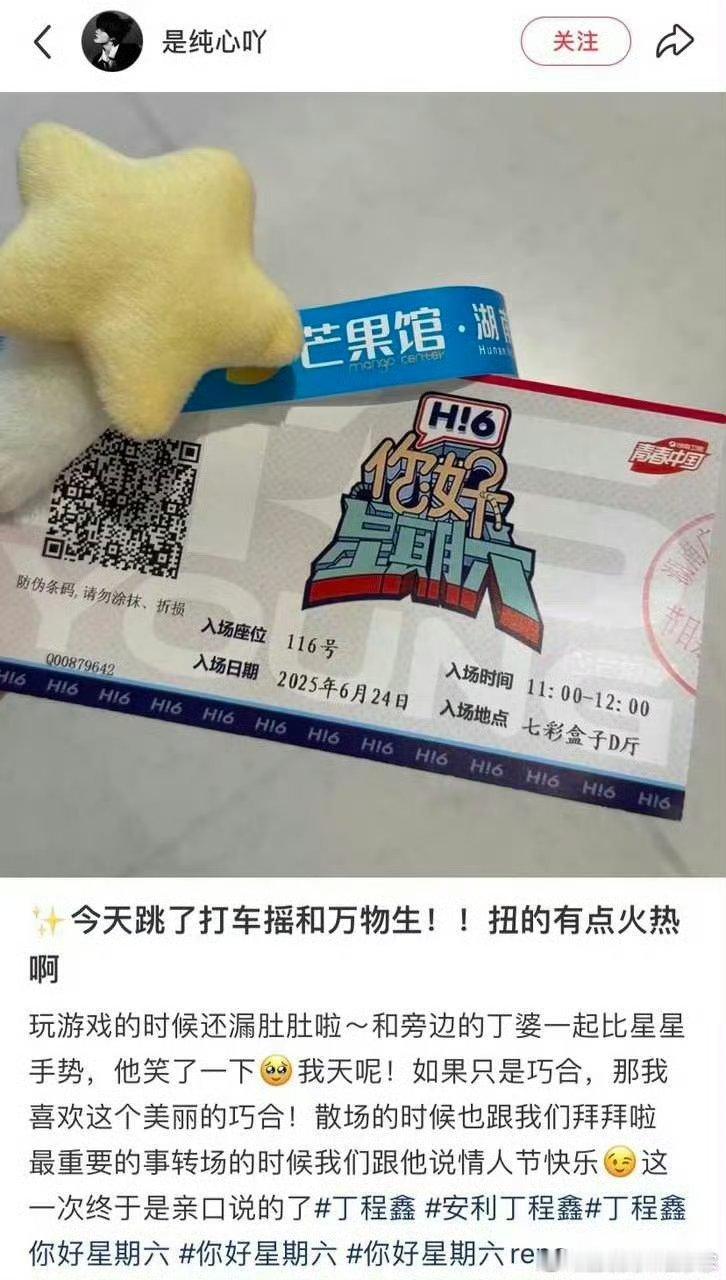 是纯心吖
关注
芒果馆·湖
mango center
Hunan
H!6
你好
星期六
青春中国
防伪条码,请勿涂抹、折损
入场座位 116号
Q00879642
入场日期 2025年6月24日
入场时间 11:00-12:00
入场地点 七彩盒子D厅
H!6 H!6 H!6 H!6 H!6 H!6 H!6 H!6 H!6 H!6 H!6 H!6 H!6
✨今天跳了打车摇和万物生!!扭的有点火热
啊
玩游戏的时候还漏肚肚啦~和旁边的丁婆一起比星星
手势,他笑了一下🥹我天呢!如果只是巧合,那我
喜欢这个美丽的巧合!散场的时候也跟我们拜拜啦
最重要的事转场的时候我们跟他说情人节快乐😉这
一次终于是亲口说的了#丁程鑫 #安利丁程鑫#丁程鑫
你好星期六 #你好星期六 #你好星期六rep